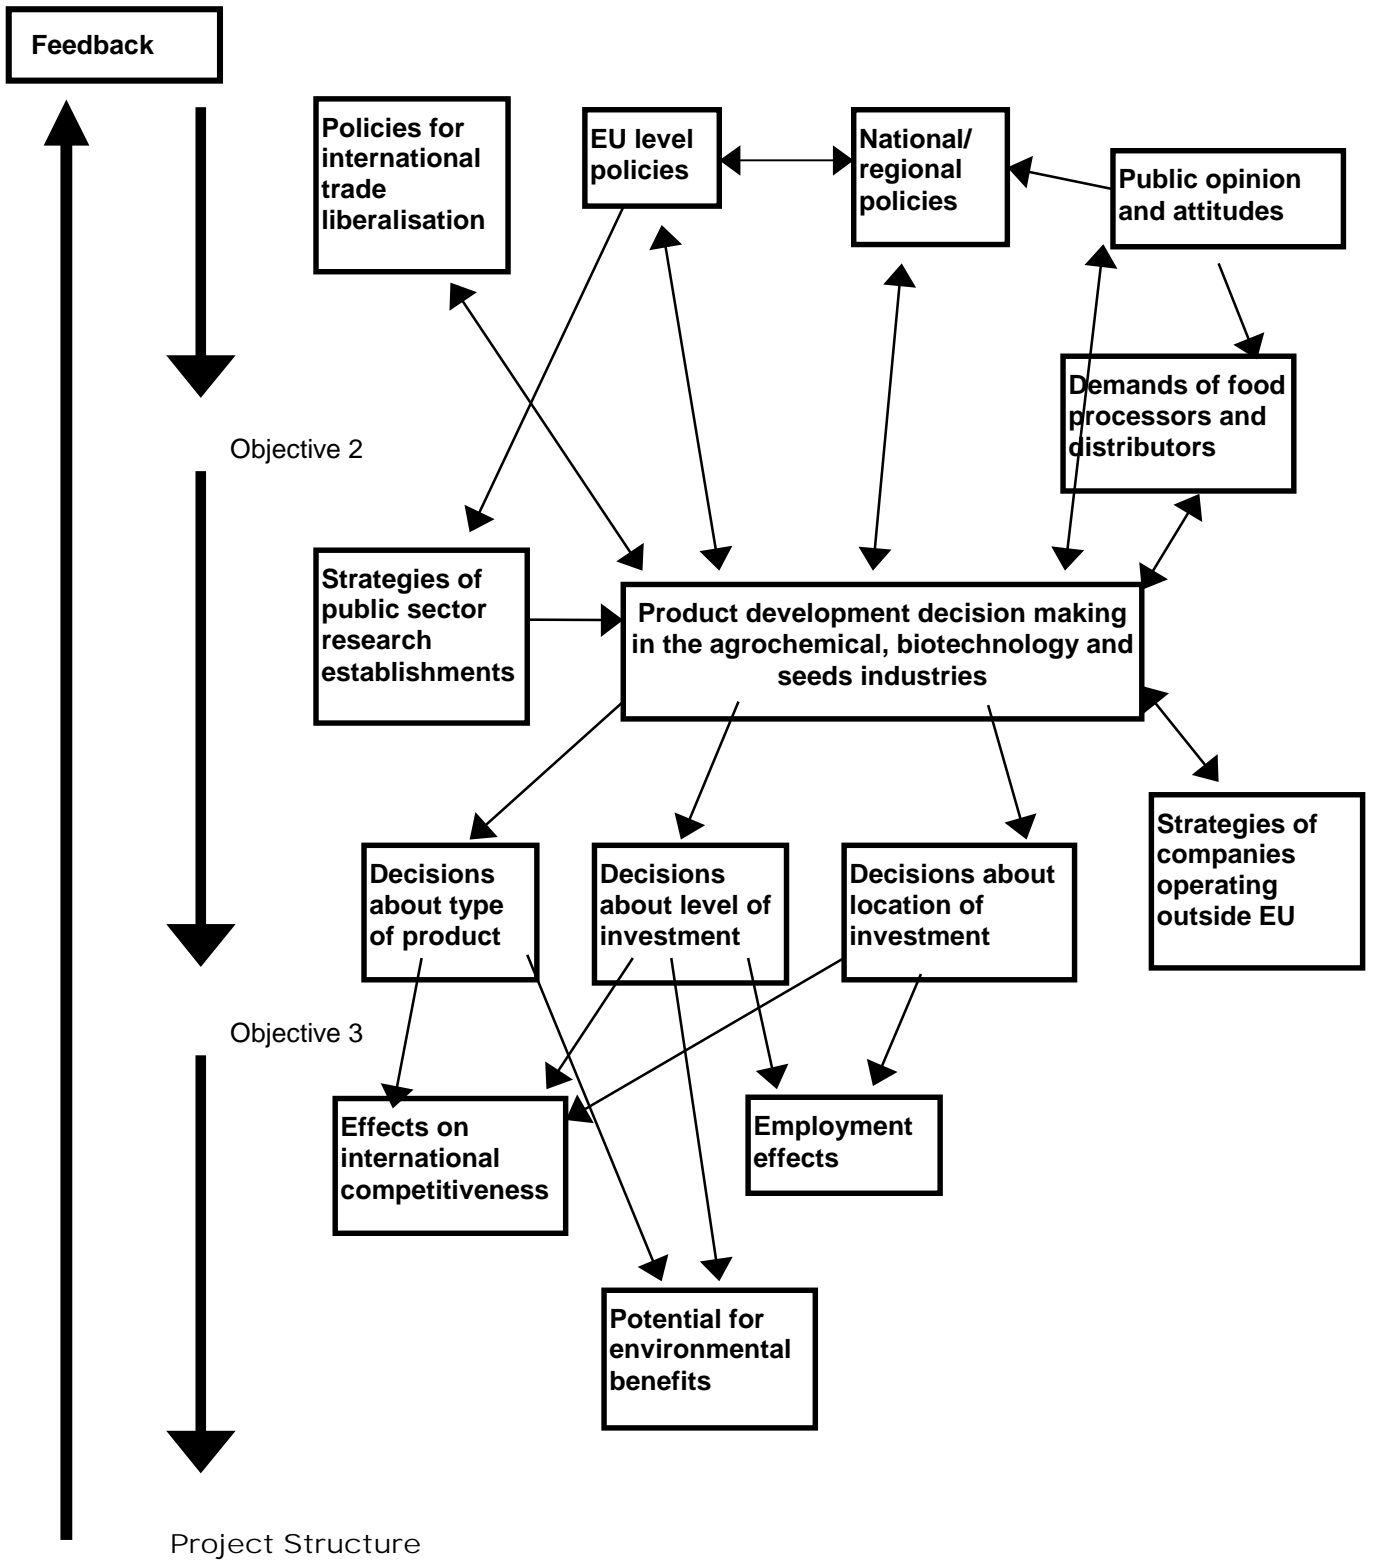 Feedback
Policies for
international
trade
liberalisation
EU level
policies
National/
regional
policies
Public opinion
and attitudes
Demands of food
processors and
distributors
Objective 2
Strategies of
public sector
research
establishments
Product development decision making
in the agrochemical, biotechnology and
seeds industries
Decisions
about type
of product
Decisions
about level of
investment
Decisions about
location of
investment
Strategies of
companies
operating
outside EU
Objective 3
Effects on
international
competitiveness
Employment
effects
Potential for
environmental
benefits
Project Structure